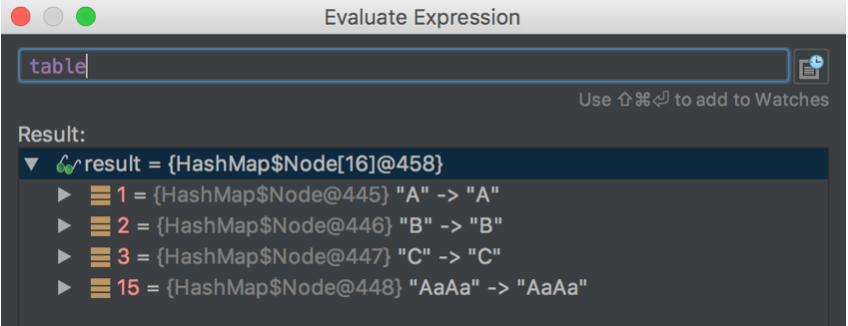 Evaluate Expression
table
Use ⇧⌘⏎ to add to Watches
Result:
result = {HashMap$Node[16]@458}
1 = {HashMap$Node@445} "A" -> "A"
2 = {HashMap$Node@446} "B" -> "B"
3 = {HashMap$Node@447} "C" -> "C"
15 = {HashMap$Node@448} "AaAa" -> "AaAa"